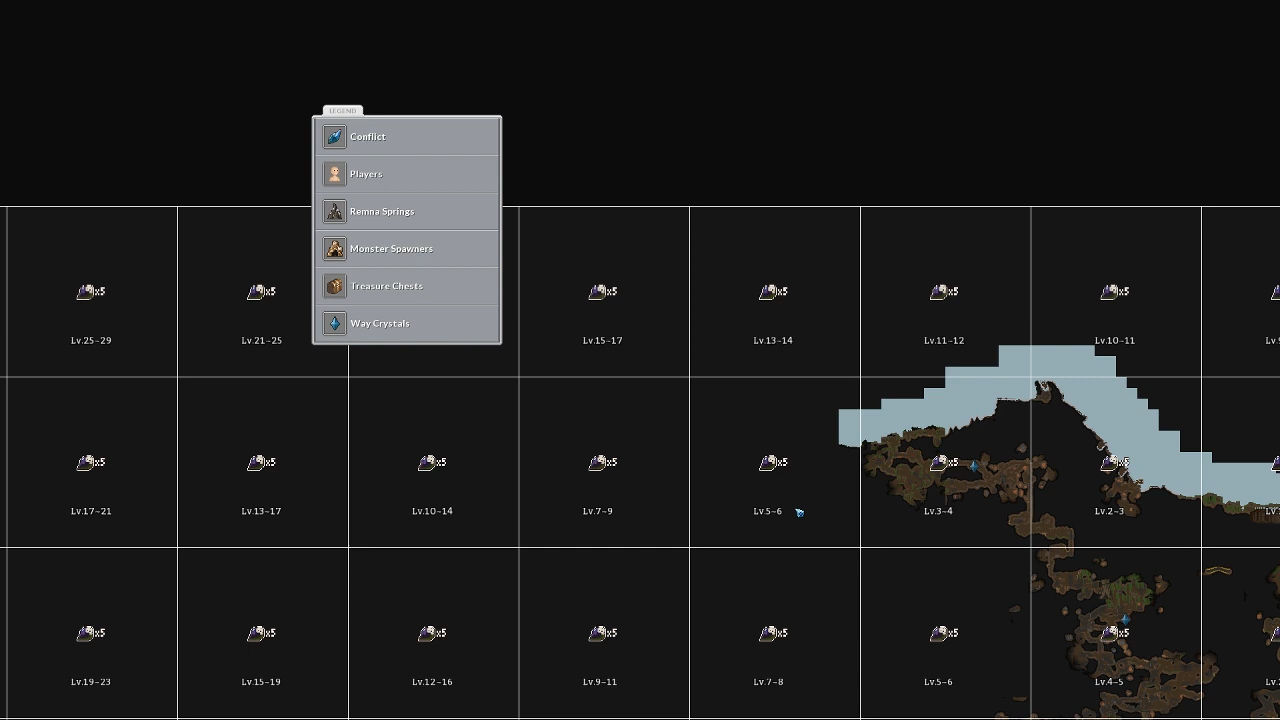 LEGEND
Conflict
Players
Remna Springs
Monster Spawners
Treasure Chests
Way Crystals
x5 x5 x5 x5 x5 x5
Lv.25~29 Lv.21~25 Lv.15~17 Lv.13~14 Lv.11~12 Lv.10~11
x5 x5 x5 x5 x5 x5 x5
Lv.17~21 Lv.13~17 Lv.10~14 Lv.7~9 Lv.5~6 Lv.3~4 Lv.2~3
x5 x5 x5 x5 x5 x5 x5
Lv.19~23 Lv.15~19 Lv.12~16 Lv.9~11 Lv.7~8 Lv.5~6 Lv.4~5